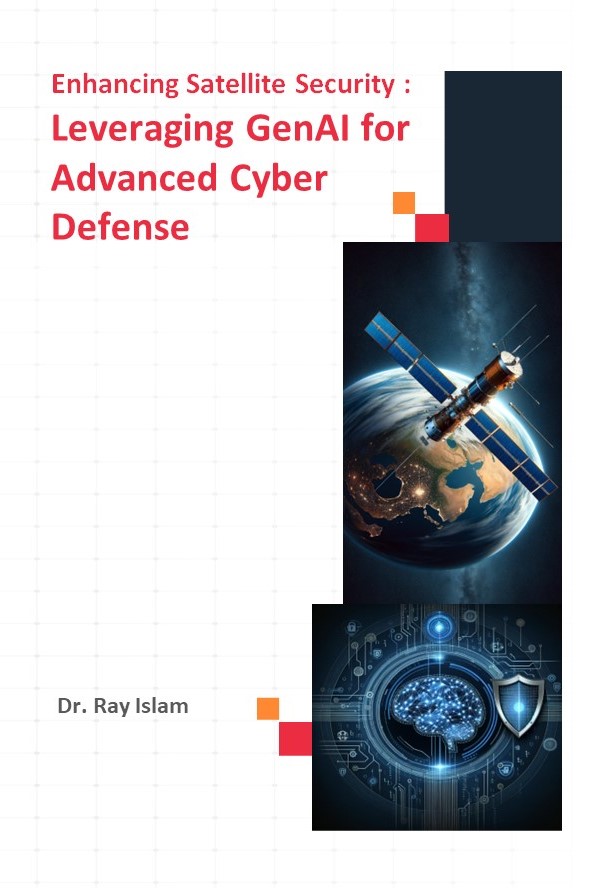 Enhancing Satellite Security :
Leveraging GenAI for
Advanced Cyber
Defense
Dr. Ray Islam